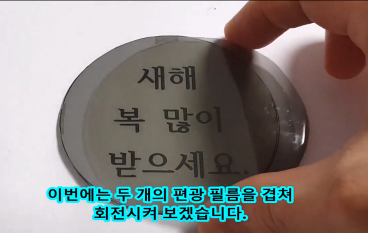 새해
복 많이
받으세요.
이번에는 두 개의 편광 필름을 겹쳐
회전시켜 보겠습니다.